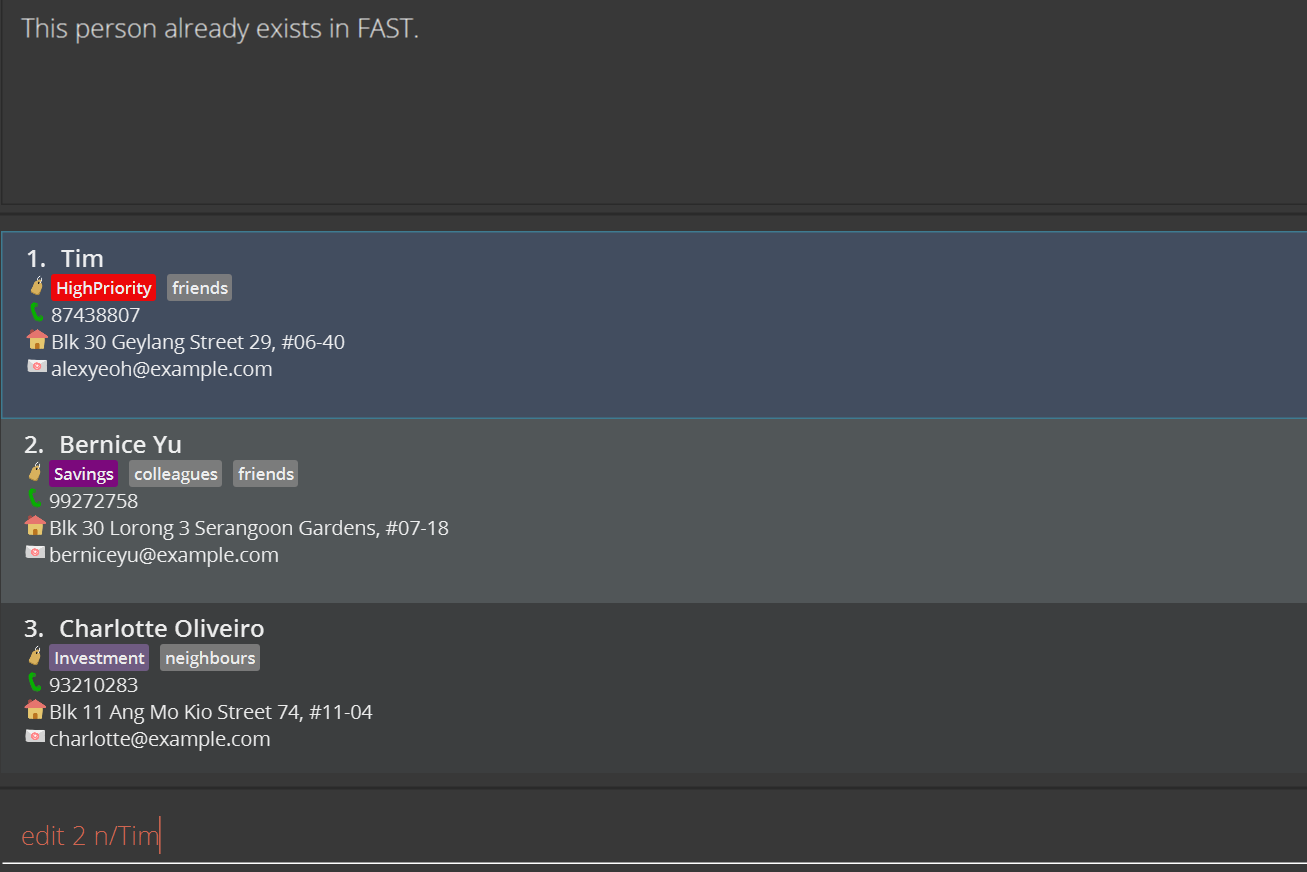 This person already exists in FAST.
1. Tim
HighPriority friends
87438807
Blk 30 Geylang Street 29, #06-40
alexyeoh@example.com
2. Bernice Yu
Savings colleagues friends
99272758
Blk 30 Lorong 3 Serangoon Gardens, #07-18
berniceyu@example.com
3. Charlotte Oliveiro
Investment neighbours
93210283
Blk 11 Ang Mo Kio Street 74, #11-04
charlotte@example.com
edit 2 n/Tim